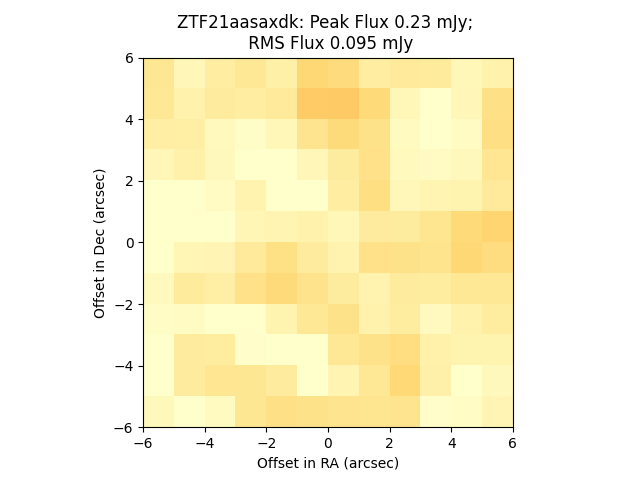 ZTF21aasaxdk: Peak Flux 0.23 mJy;
RMS Flux 0.095 mJy
6
4
2
0
−2
−4
−6
Offset in Dec (arcsec)
−6 −4 −2 0 2 4 6
Offset in RA (arcsec)